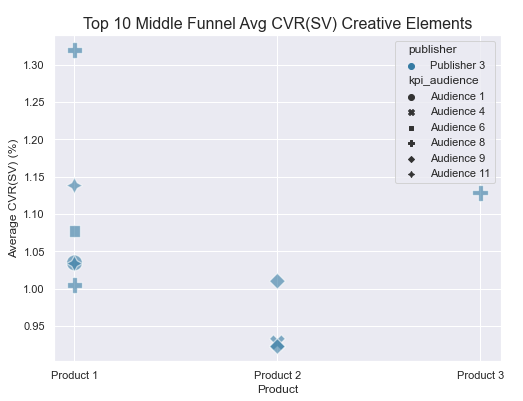 Top 10 Middle Funnel Avg CVR(SV) Creative Elements
publisher
Publisher 3
kpi_audience
Audience 1
Audience 4
Audience 6
Audience 8
Audience 9
Audience 11
Average CVR(SV) (%)
1.30
1.25
1.20
1.15
1.10
1.05
1.00
0.95
Product 1 Product 2 Product 3
Product